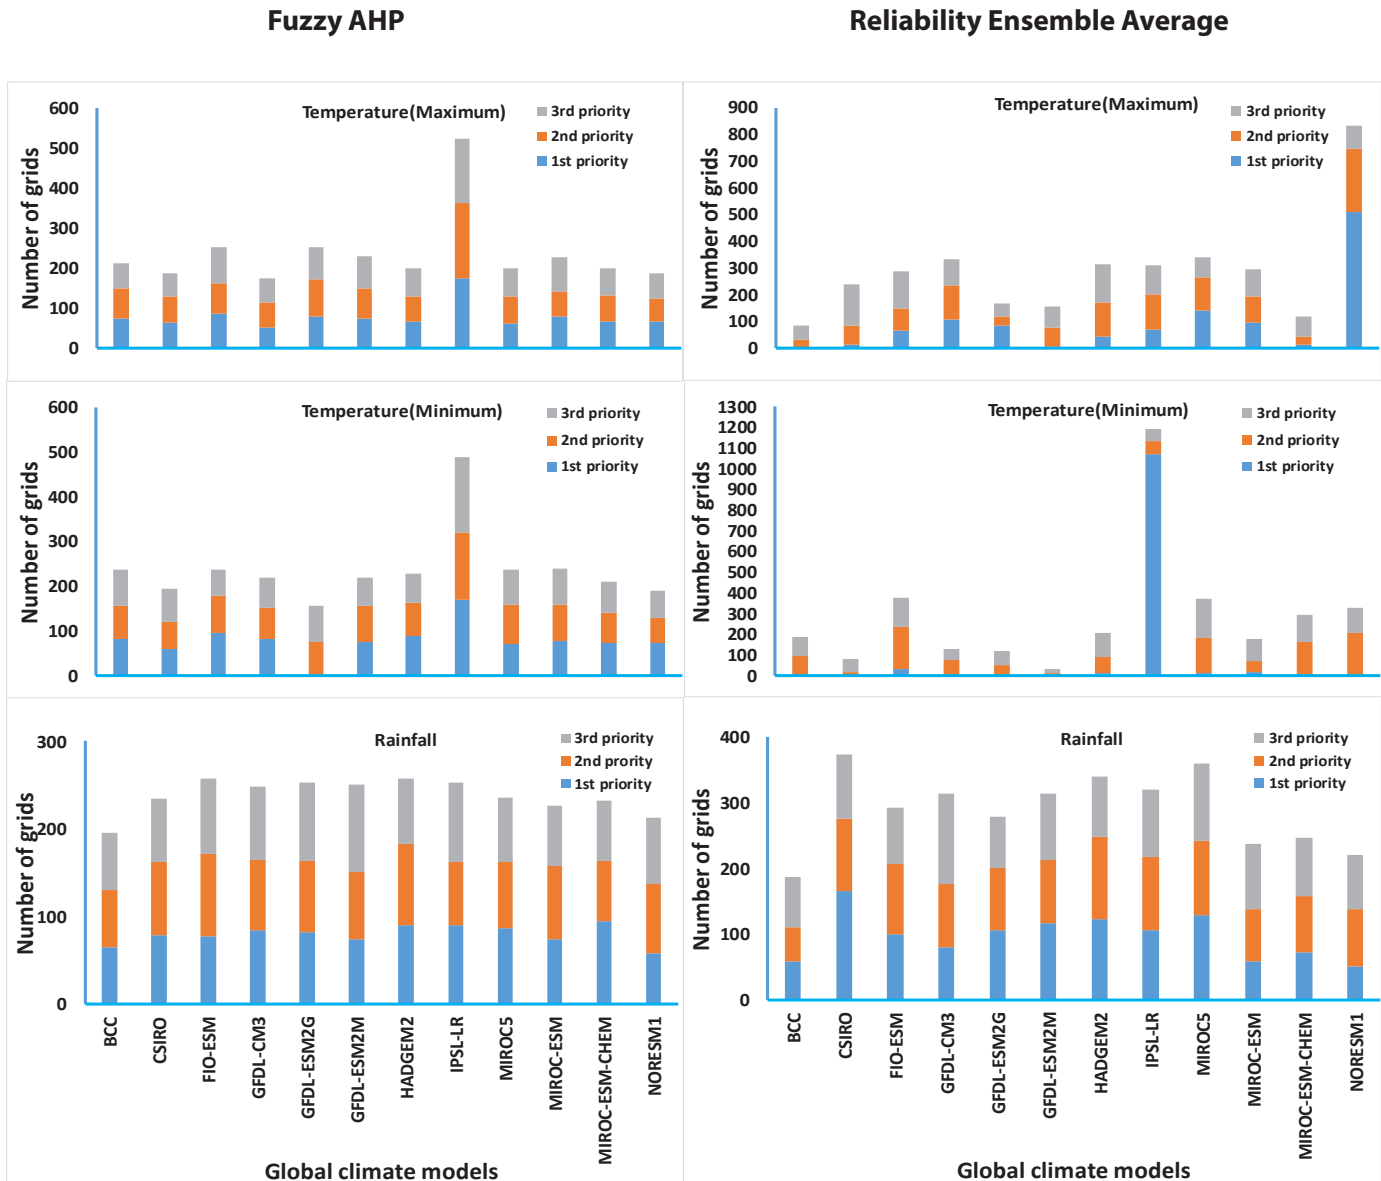 Fuzzy AHP
Reliability Ensemble Average
Temperature(Maximum)
3rd priority
2nd priority
1st priority
Number of grids
600
500
400
300
200
100
0
Temperature(Maximum)
3rd priority
2nd priority
1st priority
Number of grids
900
800
700
600
500
400
300
200
100
0
Temperature(Minimum)
3rd priority
2nd priority
1st priority
Number of grids
600
500
400
300
200
100
0
Temperature(Minimum)
3rd priority
2nd priority
1st priority
Number of grids
1300
1200
1100
1000
900
800
700
600
500
400
300
200
100
0
Rainfall
3rd priority
2nd priority
1st priority
Number of grids
300
200
100
0
BCC
CSIRO
FIO-ESM
GFDL-CM3
GFDL-ESM2G
GFDL-ESM2M
HADGEM2
IPSL-LR
MIROC5
MIROC-ESM
MIROC-ESM-CHEM
NORESM1
Global climate models
Rainfall
3rd priority
2nd priority
1st priority
Number of grids
400
300
200
100
0
BCC
CSIRO
FIO-ESM
GFDL-CM3
GFDL-ESM2G
GFDL-ESM2M
HADGEM2
IPSL-LR
MIROC5
MIROC-ESM
MIROC-ESM-CHEM
NORESM1
Global climate models